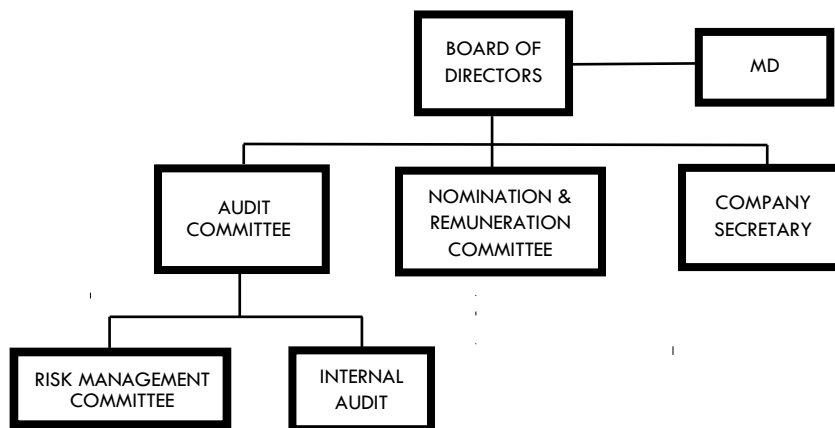 BOARD OF
DIRECTORS
MD
AUDIT
COMMITTEE
NOMINATION &
REMUNERATION
COMMITTEE
COMPANY
SECRETARY
RISK MANAGEMENT
COMMITTEE
INTERNAL
AUDIT